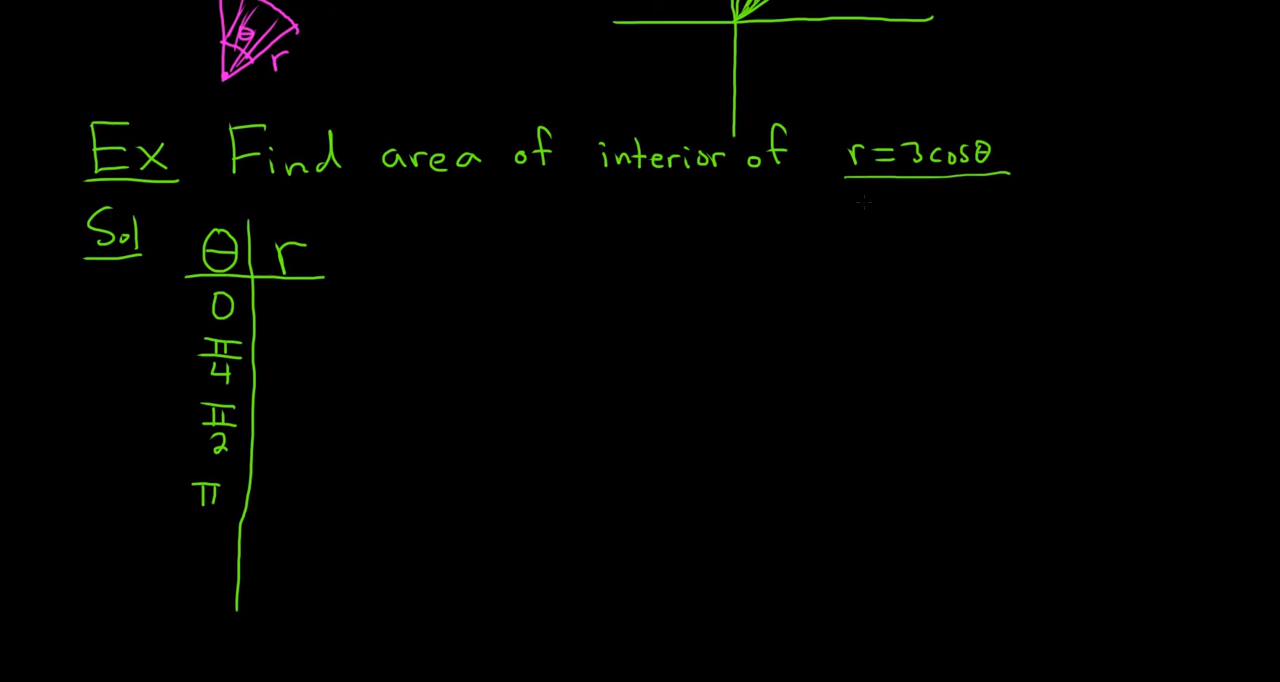 θ
r
Ex Find area of interior of r = 3cosθ
Sol
θ r
0
π/4
π/2
π